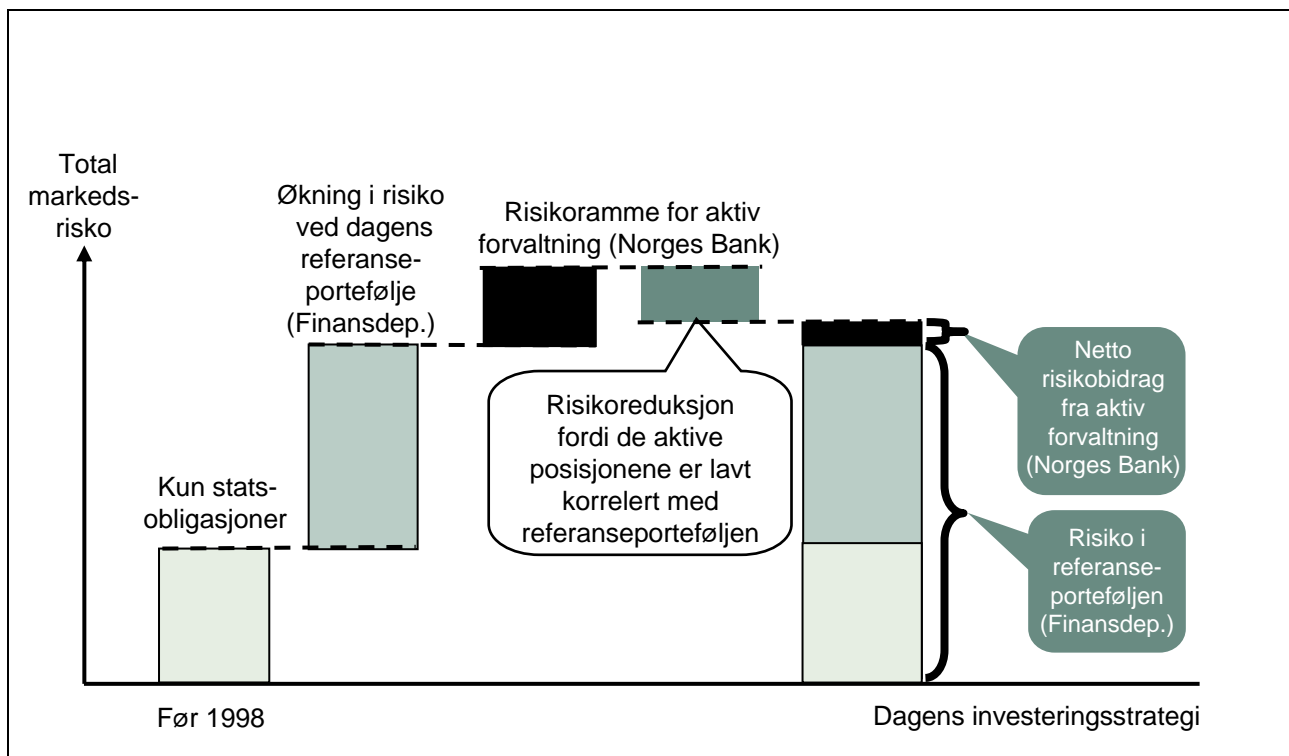 Total
markeds-
risiko
Økning i risiko
ved dagens
referanse-
portefølje
(Finansdep.)
Risikoramme for aktiv
forvaltning (Norges Bank)
Netto
risikobidrag
fra aktiv
forvaltning
(Norges Bank)
Risikoreduksjon
fordi de aktive
posisjonene er lavt
korrelert med
referanseporteføljen
Kun stats-
obligasjoner
Risiko i
referanse-
porteføljen
(Finansdep.)
Før 1998
Dagens investeringsstrategi